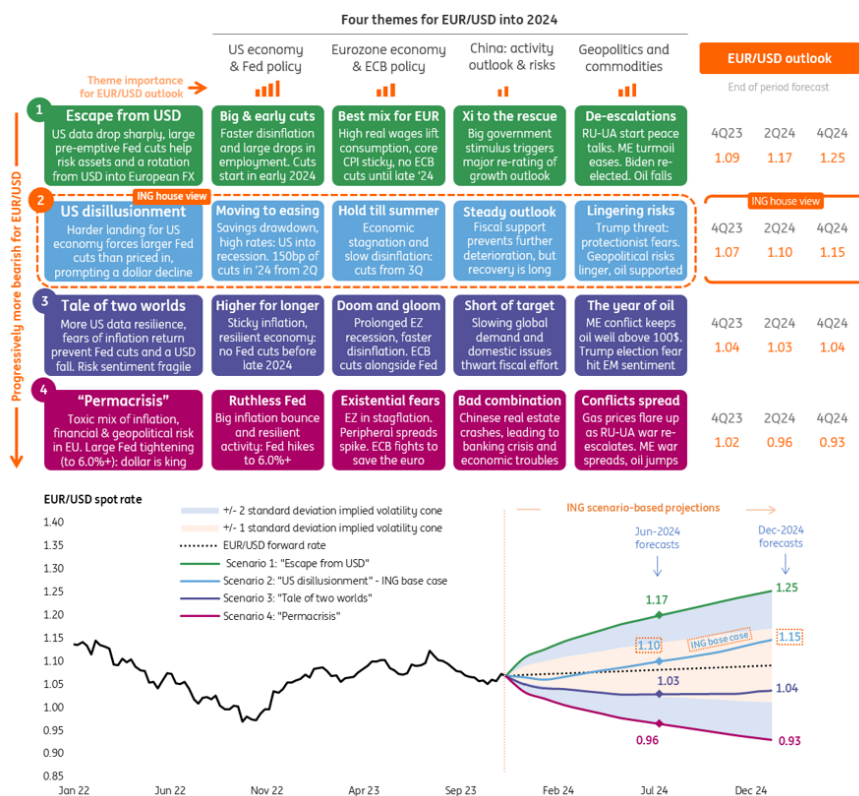 Four themes for EUR/USD into 2024
Theme importance
for EUR/USD outlook
US economy
& Fed policy
Eurozone economy
& ECB policy
China: activity
outlook & risks
Geopolitics and
commodities
EUR/USD outlook
End of period forecast
Progressively more bearish for EUR/USD
1
Escape from USD
US data drop sharply, large
pre-emptive Fed cuts help
risk assets and a rotation
from USD into European FX
Big & early cuts
Faster disinflation
and large drops in
employment. Cuts
start in early 2024
Best mix for EUR
High real wages lift
consumption, core
CPI sticky, no ECB
cuts until late '24
Xi to the rescue
Big government
stimulus triggers
major re-rating of
growth outlook
De-escalations
RU-UA start peace
talks. ME turmoil
eases. Biden re-
elected. Oil falls
4Q23 2Q24 4Q24
1.09 1.17 1.25
2
ING house view
US disillusionment
Harder landing for US
economy forces larger Fed
cuts than priced in,
prompting a dollar decline
Moving to easing
Savings drawdown,
high rates: US into
recession. 150bp of
cuts in '24 from 2Q
Hold till summer
Economic
stagnation and
slow disinflation:
cuts from 3Q
Steady outlook
Fiscal support
prevents further
deterioration, but
recovery is long
Lingering risks
Trump threat:
protectionist fears.
Geopolitical risks
linger, oil supported
ING house view
4Q23 2Q24 4Q24
1.07 1.10 1.15
3
Tale of two worlds
More US data resilience,
fears of inflation return
prevent Fed cuts and a USD
fall. Risk sentiment fragile
Higher for longer
Sticky inflation,
resilient economy:
no Fed cuts before
late 2024
Doom and gloom
Prolonged EZ
recession, faster
disinflation. ECB
cuts alongside Fed
Short of target
Slowing global
demand and
domestic issues
thwart fiscal effort
The year of oil
ME conflict keeps
oil well above 100$.
Trump election fear
hit EM sentiment
4Q23 2Q24 4Q24
1.04 1.03 1.04
4
"Permacrisis"
Toxic mix of inflation,
financial & geopolitical risk
in EU. Large Fed tightening
(to 6.0%+): dollar is king
Ruthless Fed
Big inflation bounce
and resilient
activity: Fed hikes
to 6.0%+
Existential fears
EZ in stagflation.
Peripheral spreads
spike. ECB fights to
save the euro
Bad combination
Chinese real estate
crashes, leading to
banking crisis and
economic troubles
Conflicts spread
Gas prices flare up
as RU-UA war re-
escalates. ME war
spreads, oil jumps
4Q23 2Q24 4Q24
1.02 0.96 0.93
EUR/USD spot rate
1.40
1.35
1.30
1.25
1.20
1.15
1.10
1.05
1.00
0.95
0.90
0.85
+/- 2 standard deviation implied volatility cone
+/- 1 standard deviation implied volatility cone
EUR/USD forward rate
Scenario 1: "Escape from USD"
Scenario 2: "US disillusionment" - ING base case
Scenario 3: "Tale of two worlds"
Scenario 4: "Permacrisis"
ING scenario-based projections
Jun-2024
forecasts
Dec-2024
forecasts
1.25
1.17
ING base case
1.15
1.10
1.03
1.04
0.96
0.93
Jan 22 Jun 22 Nov 22 Apr 23 Sep 23 Feb 24 Jul 24 Dec 24